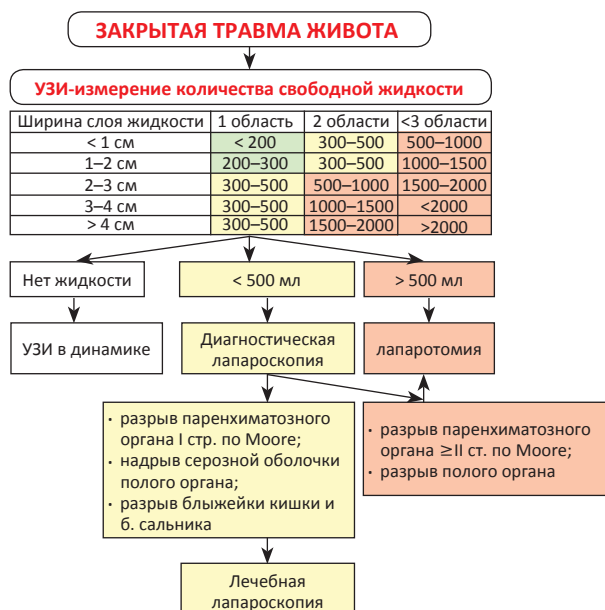 ЗАКРЫТАЯ ТРАВМА ЖИВОТА
УЗИ-измерение количества свободной жидкости
Ширина слоя жидкости 1 область 2 области <3 области
< 1 см < 200 300–500 500–1000
1–2 см 200–300 300–500 1000–1500
2–3 см 300–500 500–1000 1500–2000
3–4 см 300–500 1000–1500 <2000
> 4 см 300–500 1500–2000 >2000
Нет жидкости < 500 мл > 500 мл
УЗИ в динамике
Диагностическая
лапароскопия
лапаротомия
· разрыв паренхиматозного
органа I стр. по Moore;
· надрыв серозной оболочки
полого органа;
· разрыв блыжейки кишки и
б. сальника
· разрыв паренхиматозного
органа ≥II ст. по Moore;
· разрыв полого органа
Лечебная
лапароскопия